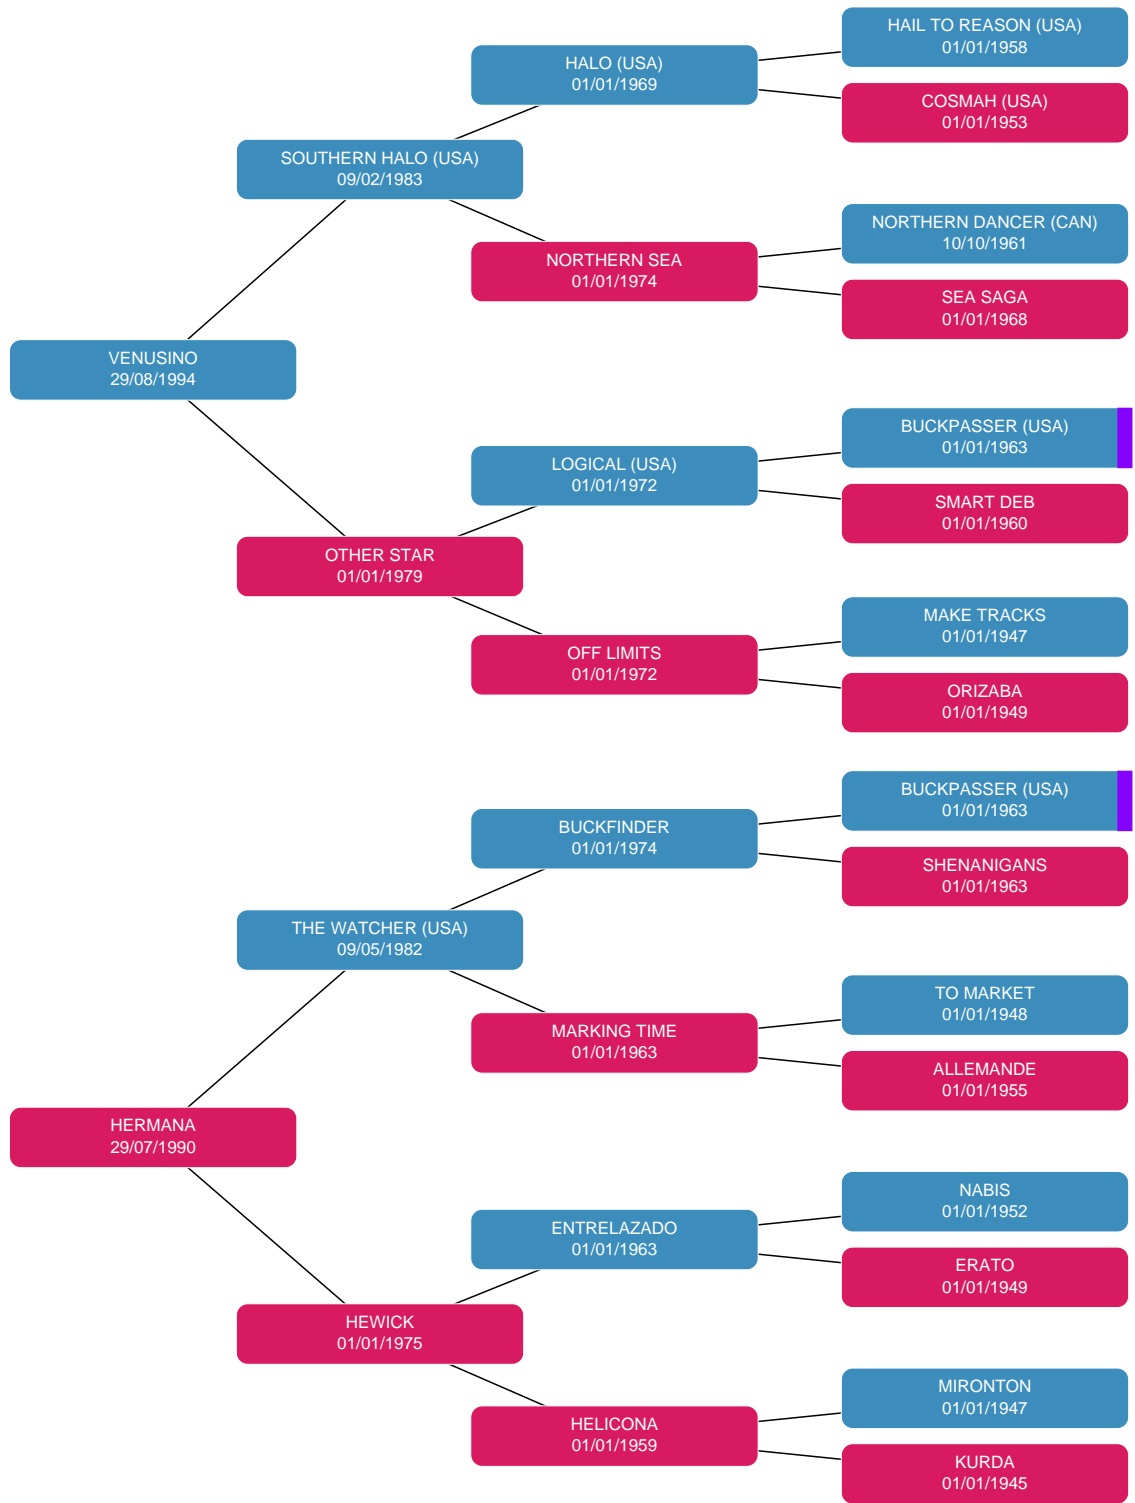 HAIL TO REASON (USA)
01/01/1958
HALO (USA)
01/01/1969
COSMAH (USA)
01/01/1953
SOUTHERN HALO (USA)
09/02/1983
NORTHERN DANCER (CAN)
10/10/1961
NORTHERN SEA
01/01/1974
SEA SAGA
01/01/1968
VENUSINO
29/08/1994
BUCKPASSER (USA)
01/01/1963
LOGICAL (USA)
01/01/1972
SMART DEB
01/01/1960
OTHER STAR
01/01/1979
MAKE TRACKS
01/01/1947
OFF LIMITS
01/01/1972
ORIZABA
01/01/1949
BUCKPASSER (USA)
01/01/1963
BUCKFINDER
01/01/1974
SHENANIGANS
01/01/1963
THE WATCHER (USA)
09/05/1982
TO MARKET
01/01/1948
MARKING TIME
01/01/1963
ALLEMANDE
01/01/1955
HERMANA
29/07/1990
NABIS
01/01/1952
ENTRELAZADO
01/01/1963
ERATO
01/01/1949
HEWICK
01/01/1975
MIRONTON
01/01/1947
HELICONA
01/01/1959
KURDA
01/01/1945